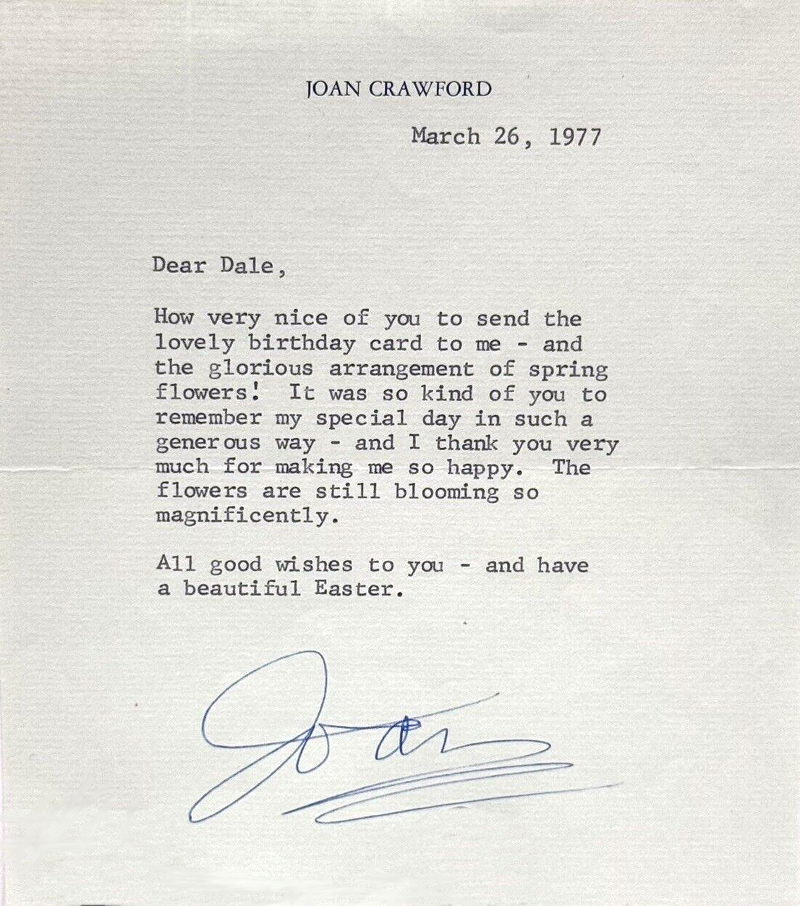 JOAN CRAWFORD
March 26, 1977
Dear Dale,
How very nice of you to send the
lovely birthday card to me - and
the glorious arrangement of spring
flowers!  It was so kind of you to
remember my special day in such a
generous way - and I thank you very
much for making me so happy.  The
flowers are still blooming so
magnificently.
All good wishes to you - and have
a beautiful Easter.
Joan